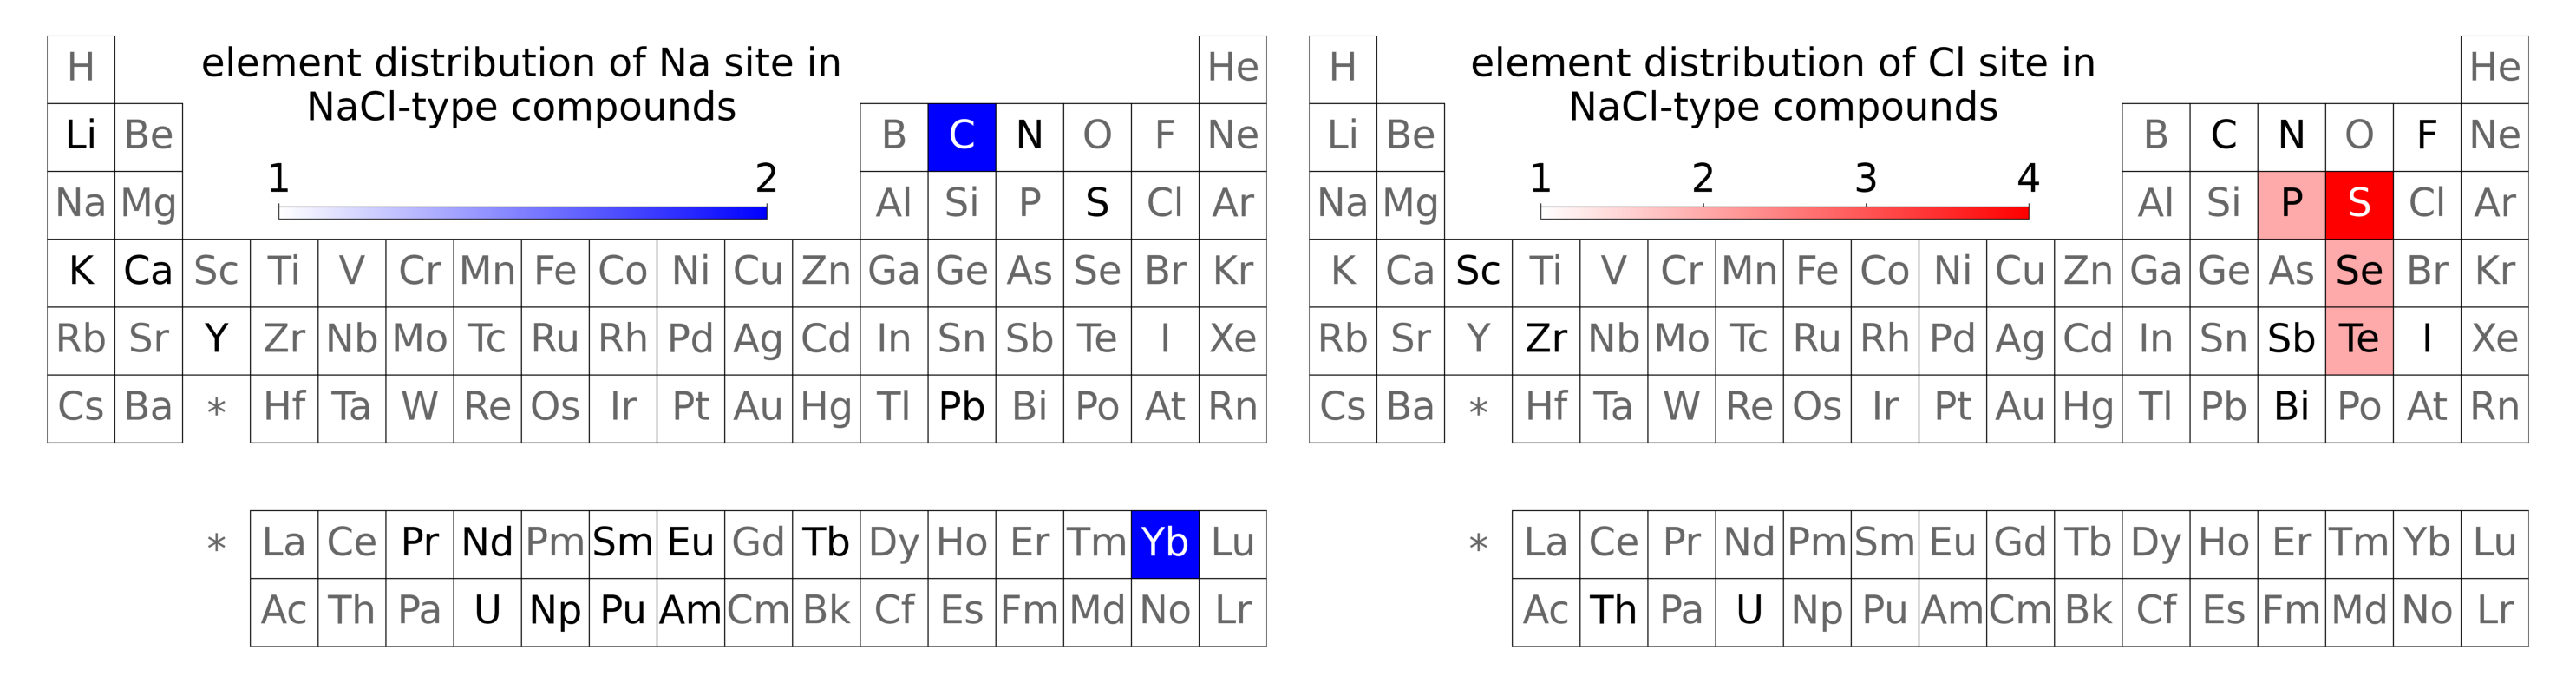 H
element distribution of Na site in
He
NaCl-type compounds
Li Be B C N O F Ne
1 2
Na Mg Al Si P S Cl Ar
K Ca Sc Ti V Cr Mn Fe Co Ni Cu Zn Ga Ge As Se Br Kr
Rb Sr Y Zr Nb Mo Tc Ru Rh Pd Ag Cd In Sn Sb Te I Xe
Cs Ba * Hf Ta W Re Os Ir Pt Au Hg Tl Pb Bi Po At Rn
* La Ce Pr Nd Pm Sm Eu Gd Tb Dy Ho Er Tm Yb Lu
Ac Th Pa U Np Pu Am Cm Bk Cf Es Fm Md No Lr
H
element distribution of Cl site in
He
NaCl-type compounds
Li Be B C N O F Ne
1 2 3 4
Na Mg Al Si P S Cl Ar
K Ca Sc Ti V Cr Mn Fe Co Ni Cu Zn Ga Ge As Se Br Kr
Rb Sr Y Zr Nb Mo Tc Ru Rh Pd Ag Cd In Sn Sb Te I Xe
Cs Ba * Hf Ta W Re Os Ir Pt Au Hg Tl Pb Bi Po At Rn
* La Ce Pr Nd Pm Sm Eu Gd Tb Dy Ho Er Tm Yb Lu
Ac Th Pa U Np Pu Am Cm Bk Cf Es Fm Md No Lr